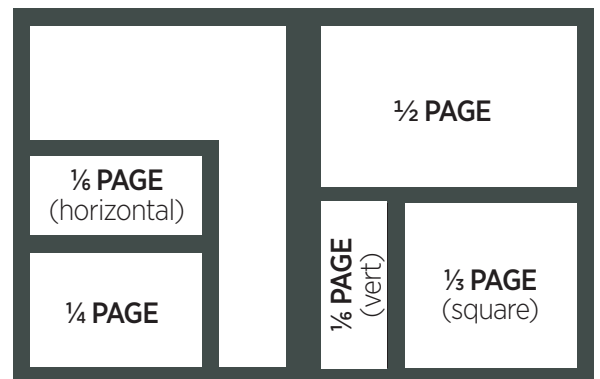 ⅙ PAGE
(horizontal)
¼ PAGE
½ PAGE
⅙ PAGE
(vert)
⅓ PAGE
(square)